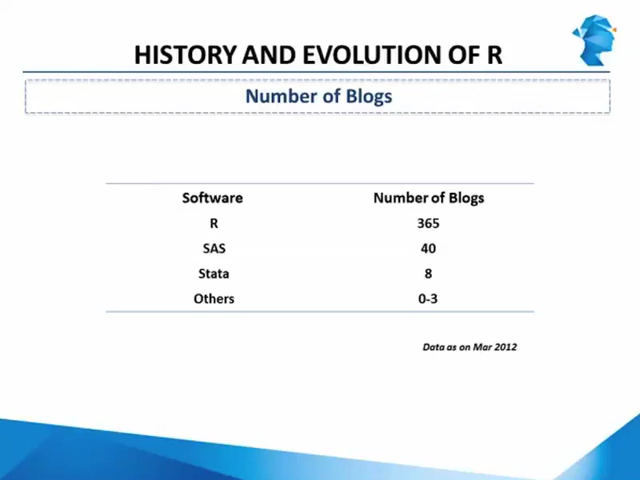 HISTORY AND EVOLUTION OF R
Number of Blogs
Software Number of Blogs
R 365
SAS 40
Stata 8
Others 0-3
Data as on Mar 2012